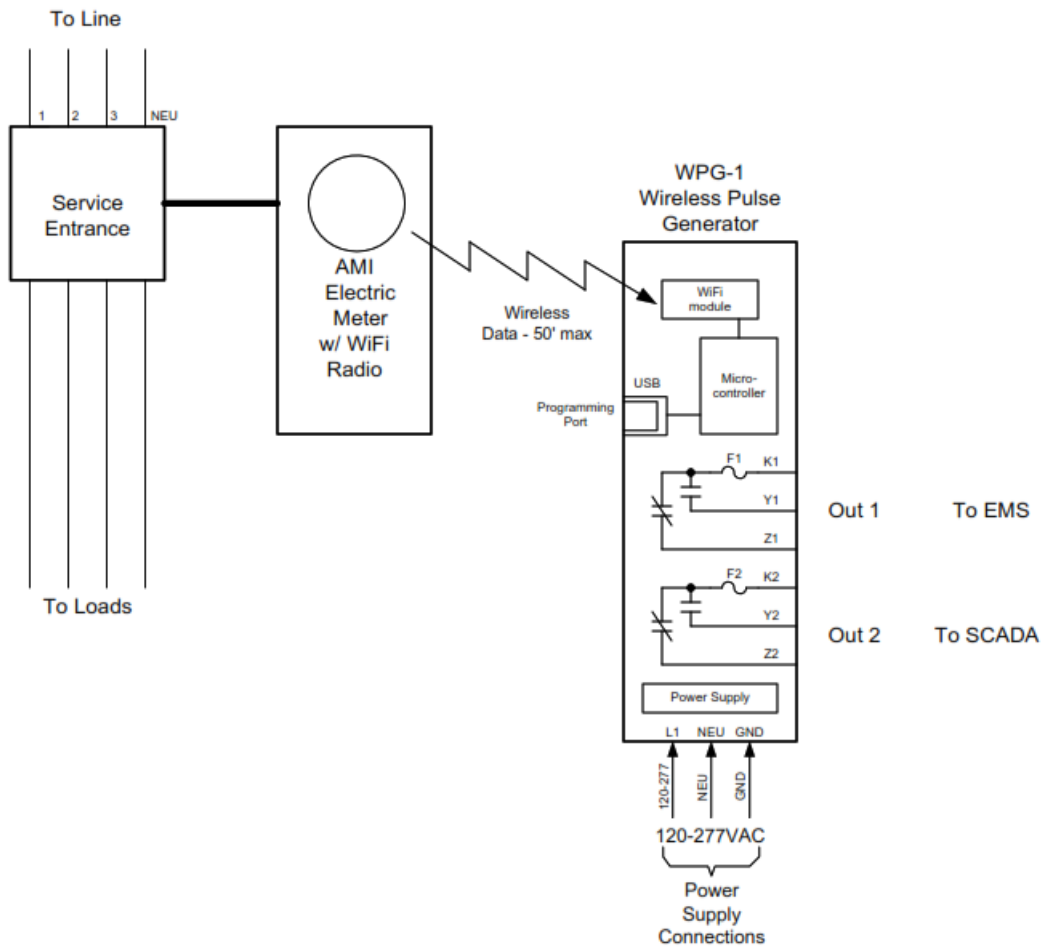 To Line
1
2
3
NEU
Service
Entrance
To Loads
AMI
Electric
Meter
w/ WiFi
Radio
Wireless
Data - 50' max
WPG-1
Wireless Pulse
Generator
WiFi
module
Micro-
controller
USB
Programming
Port
F1
K1
Y1
Z1
Out 1
To EMS
F2
K2
Y2
Z2
Out 2
To SCADA
Power Supply
L1
NEU
GND
120-277
NEU
GND
120-277VAC
Power
Supply
Connections